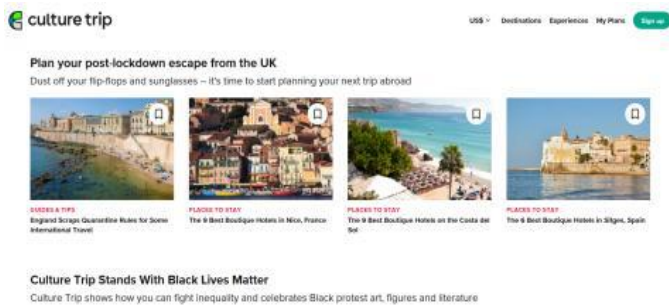 culture trip
US$ Destinations Experiences My Plans Sign up
Plan your post-lockdown escape from the UK
Dust off your flip-flops and sunglasses – it's time to start planning your next trip abroad
GUIDES & TIPS
England Scraps Quarantine Rules for Some
International Travel
PLACES TO STAY
The 9 Best Boutique Hotels in Nice, France
PLACES TO STAY
The 9 Best Boutique Hotels on the Costa del
Sol
PLACES TO STAY
The 6 Best Boutique Hotels in Sitges, Spain
Culture Trip Stands With Black Lives Matter
Culture Trip shows how you can fight inequality and celebrates Black protest art, figures and literature